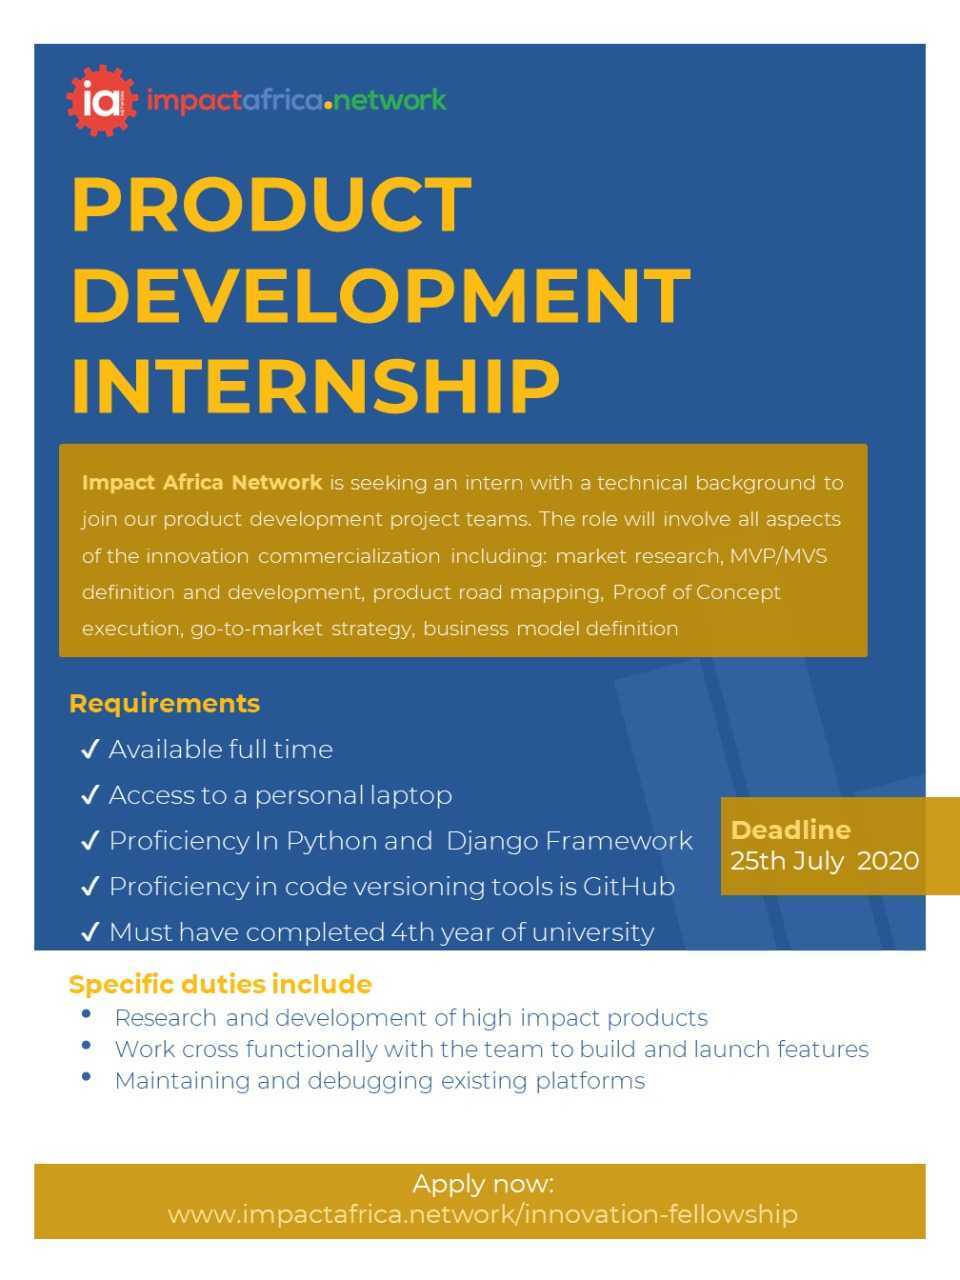 ia impactafrica.network
PRODUCT
DEVELOPMENT
INTERNSHIP
Impact Africa Network is seeking an intern with a technical background to
join our product development project teams. The role will involve all aspects
of the innovation commercialization including: market research, MVP/MVS
definition and development, product road mapping, Proof of Concept
execution, go-to-market strategy, business model definition
Requirements
✓ Available full time
✓ Access to a personal laptop
✓ Proficiency In Python and Django Framework
✓ Proficiency in code versioning tools is GitHub
✓ Must have completed 4th year of university
Deadline
25th July 2020
Specific duties include
• Research and development of high impact products
• Work cross functionally with the team to build and launch features
• Maintaining and debugging existing platforms
Apply now:
www.impactafrica.network/innovation-fellowship